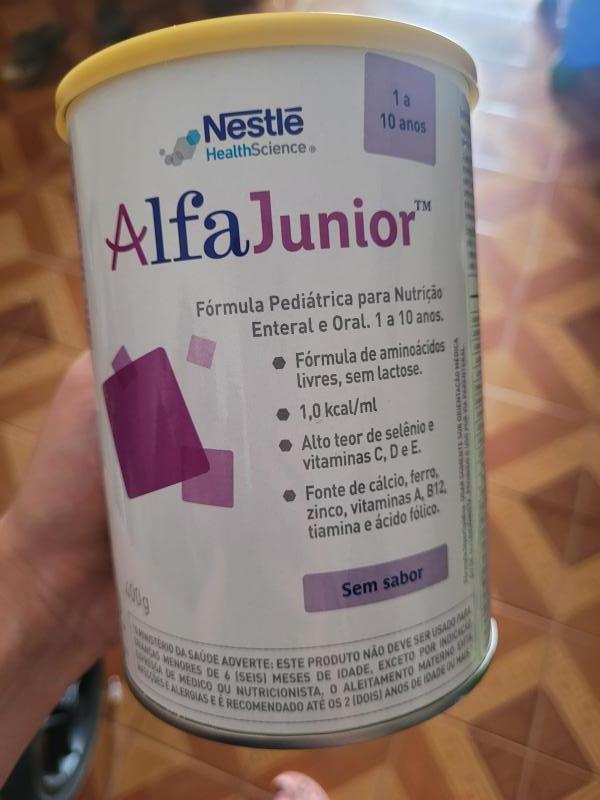 1 a
10 anos
Nestlé
HealthScience®
AlfaJunior™
Fórmula Pediátrica para Nutrição
Enteral e Oral. 1 a 10 anos.
Fórmula de aminoácidos
livres, sem lactose.
1,0 kcal/ml
Alto teor de selênio e
vitaminas C, D e E.
Fonte de cálcio, ferro,
zinco, vitaminas A, B12,
tiamina e ácido fólico.
Sem sabor
400g
O MINISTÉRIO DA SAÚDE ADVERTE: ESTE PRODUTO NÃO DEVE SER USADO PARA
CRIANÇAS MENORES DE 6 (SEIS) MESES DE IDADE, EXCETO POR INDICAÇÃO
EXPRESSA DE MÉDICO OU NUTRICIONISTA. O ALEITAMENTO MATERNO EVITA
INFECÇÕES E ALERGIAS E É RECOMENDADO ATÉ OS 2 (DOIS) ANOS DE IDADE OU MAIS.